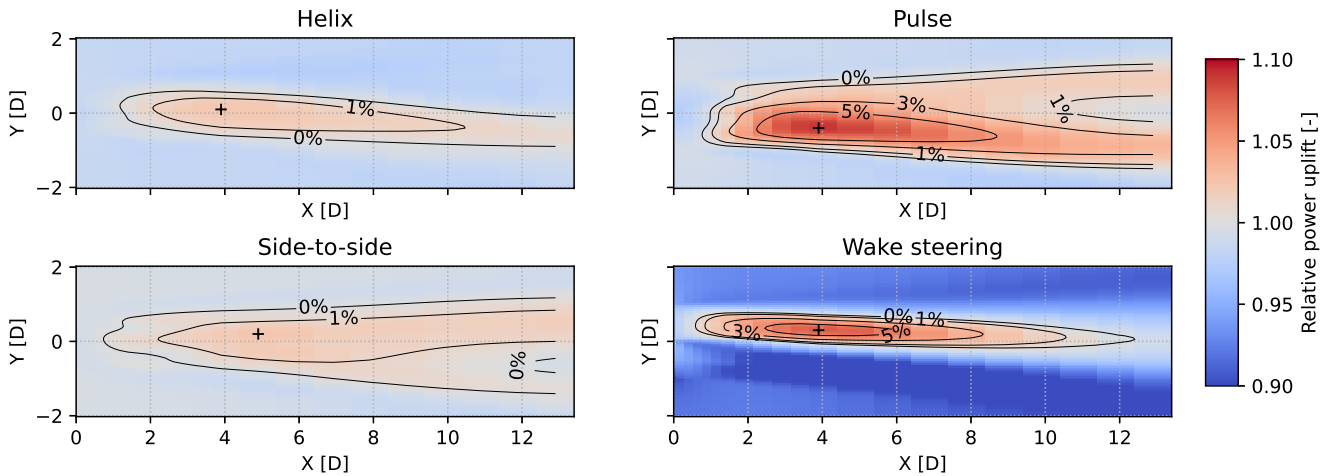 Helix
2
0
−2
Y [D]
1%
0%
X [D]
Pulse
Y [D]
0%
3%
5%
1%
1%
X [D]
Side-to-side
2
0
−2
Y [D]
0%
1%
0%
0 2 4 6 8 10 12
X [D]
Wake steering
Y [D]
0%
1%
3%
5%
0 2 4 6 8 10 12
X [D]
1.10
1.05
1.00
0.95
0.90
Relative power uplift [-]